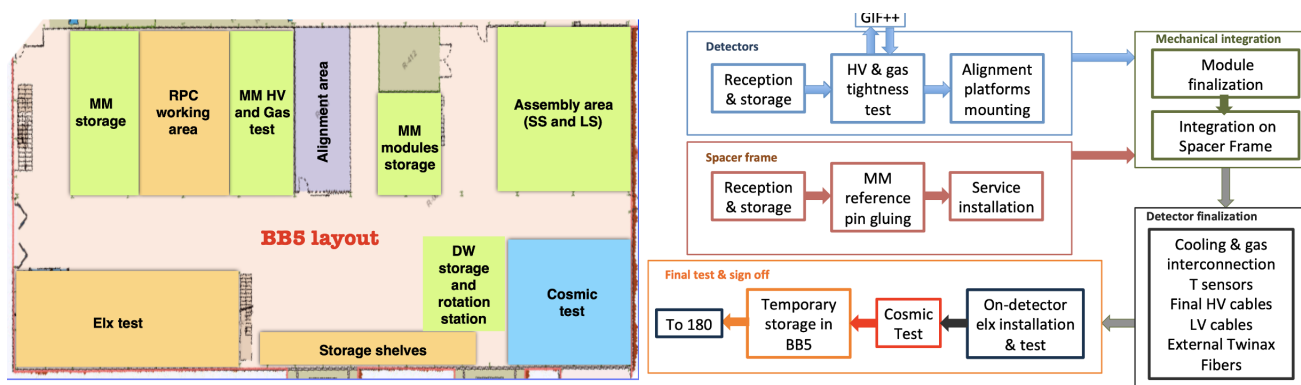 MM
storage
RPC
working
area
MM HV
and Gas
test
Alignment area
R-412
MM
modules
storage
Assembly area
(SS and LS)
BB5 layout
DW
storage
and
rotation
station
Cosmic
test
Elx test
Storage shelves
GIF++
Detectors
Reception
& storage
HV & gas
tightness
test
Alignment
platforms
mounting
Mechanical integration
Module
finalization
Integration on
Spacer Frame
Spacer frame
Reception
& storage
MM
reference
pin gluing
Service
installation
Detector finalization
Cooling & gas
interconnection
T sensors
Final HV cables
LV cables
External Twinax
Fibers
Final test & sign off
To 180
Temporary
storage in
BB5
Cosmic
Test
On-detector
elx installation
& test